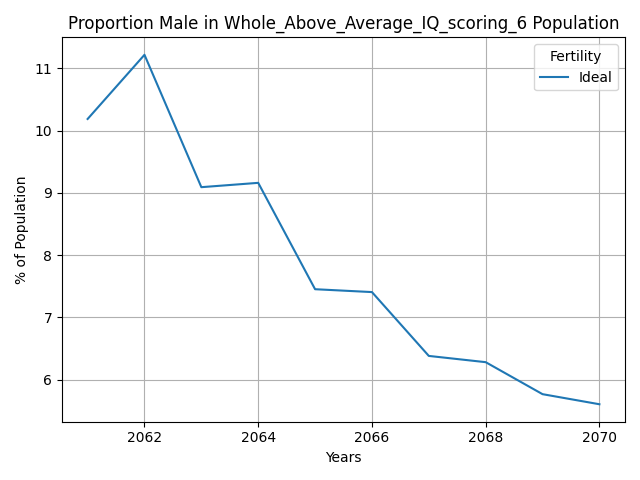 Proportion Male in Whole_Above_Average_IQ_scoring_6 Population
Fertility
Ideal
11
10
9
8
7
6
% of Population
2062 2064 2066 2068 2070
Years